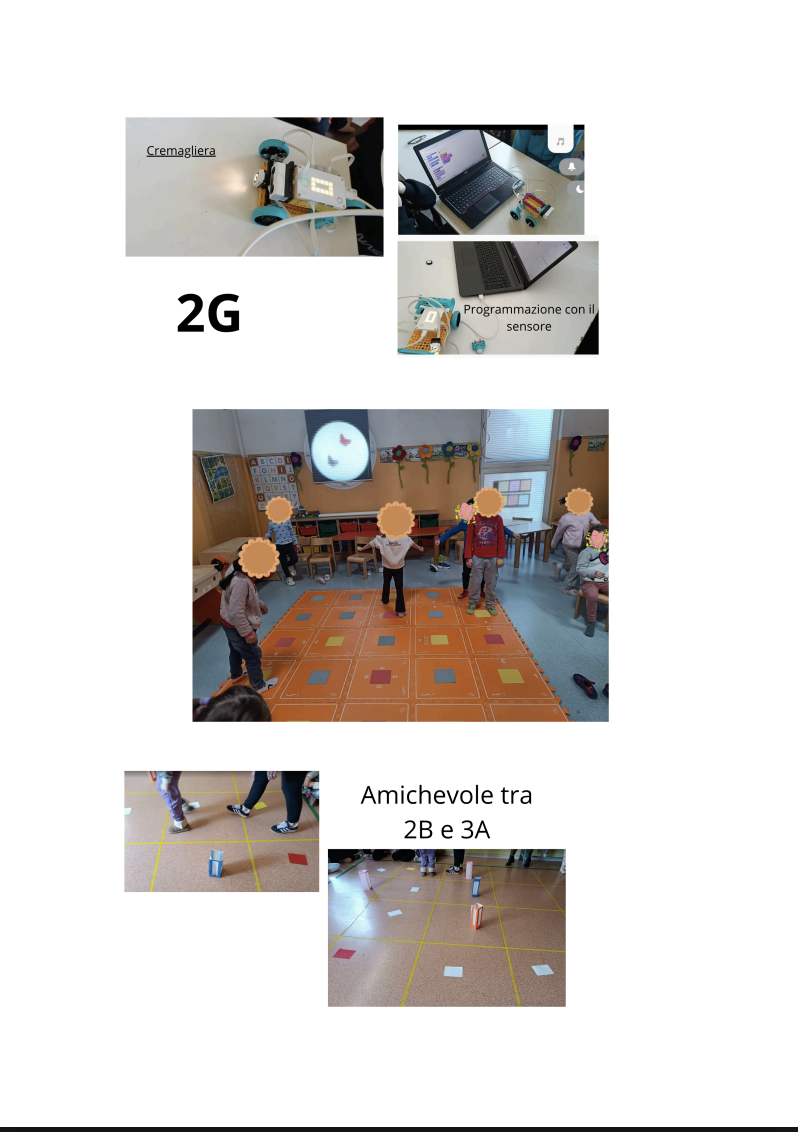 Cremagliera
2G
Programmazione con il
sensore
A B C D E
F G H I J
K L M N O
P Q R S T
U
Amichevole tra
2B e 3A